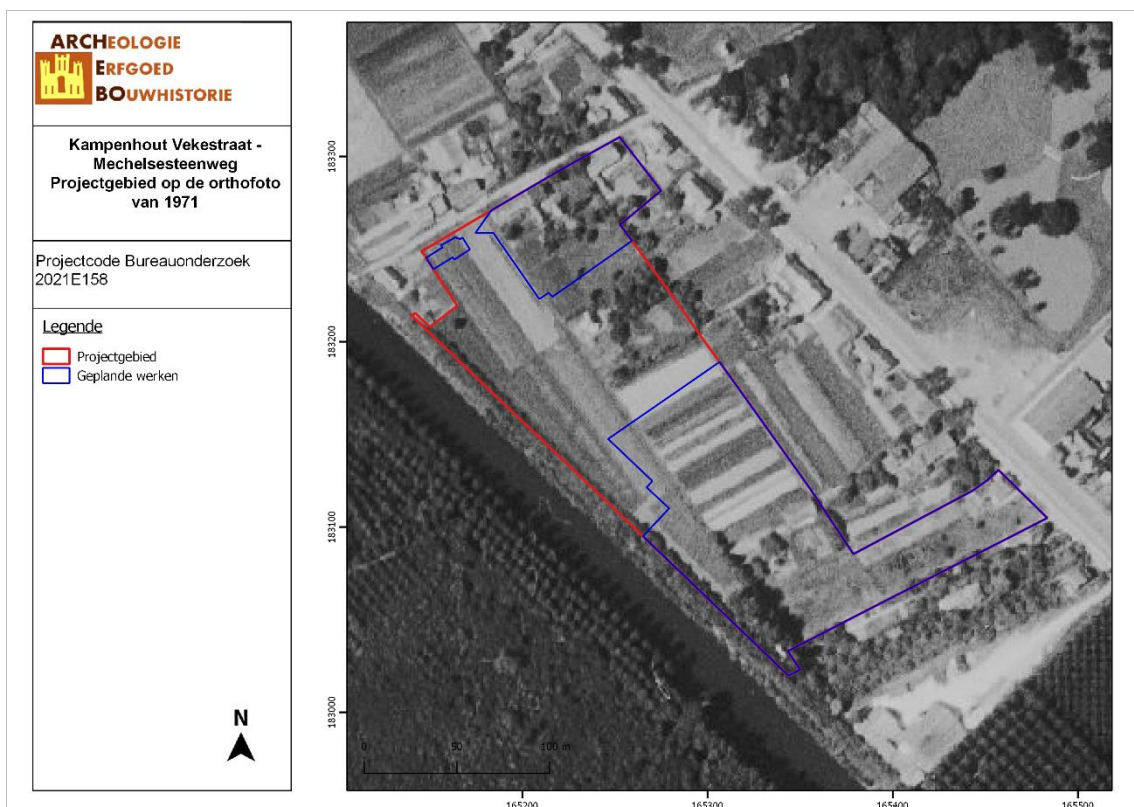 ARCHEOLOGIE
ERFGOED
BOUWHISTORIE
Kampenhout Vekestraat -
Mechelsesteenweg
Projectgebied op de orthofoto
van 1971
Projectcode Bureauonderzoek
2021E158
Legende
Projectgebied
Geplande werken
N
183300
183200
183100
183000
0 50 100 m
165200 165300 165400 165500